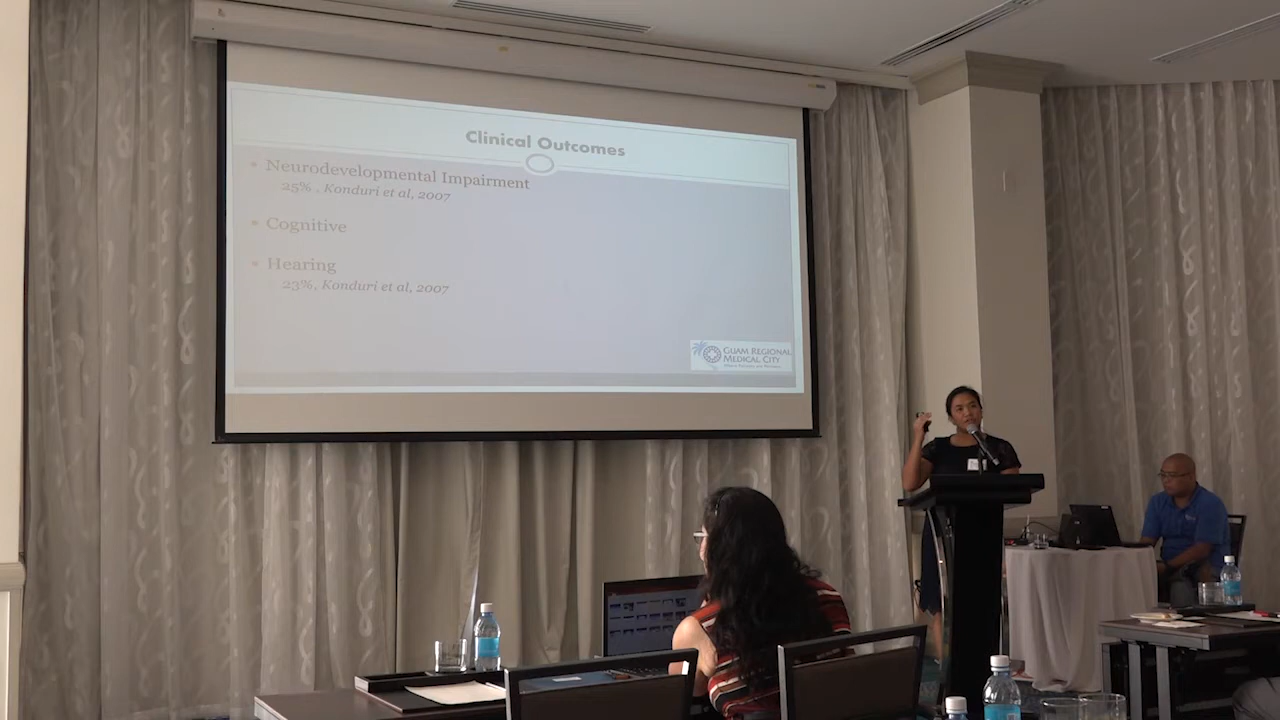 Clinical Outcomes
• Neurodevelopmental Impairment
25% , Konduri et al, 2007
• Cognitive
• Hearing
23%, Konduri et al, 2007
GUAM REGIONAL
MEDICAL CITY